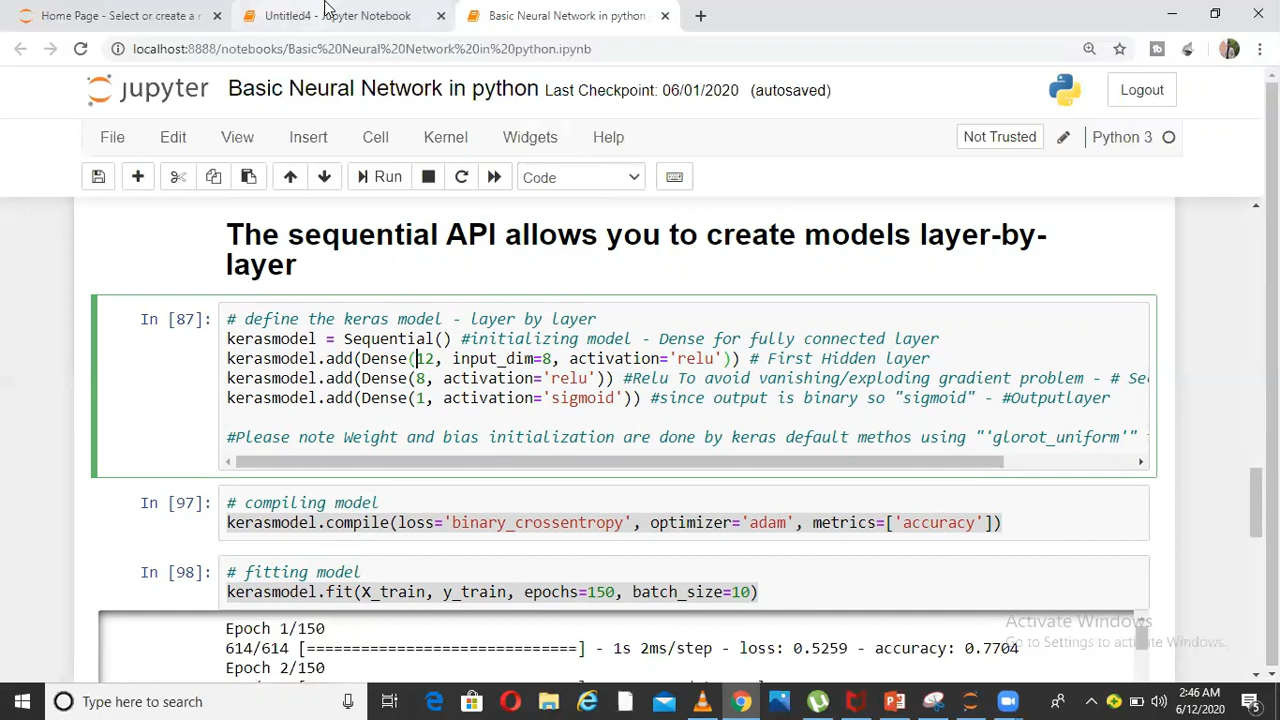 Home Page - Select or create a r
Untitled4 - Jupyter Notebook
Basic Neural Network in python
localhost:8888/notebooks/Basic%20Neural%20Network%20in%20python.ipynb
jupyter
Basic Neural Network in python Last Checkpoint: 06/01/2020 (autosaved)
Logout
File Edit View Insert Cell Kernel Widgets Help
Not Trusted
Python 3
Run
Code
The sequential API allows you to create models layer-by-
layer
In [87]:
# define the keras model - layer by layer
kerasmodel = Sequential() #initializing model - Dense for fully connected layer
kerasmodel.add(Dense(12, input_dim=8, activation='relu')) # First Hidden layer
kerasmodel.add(Dense(8, activation='relu')) #Relu To avoid vanishing/exploding gradient problem - # Se
kerasmodel.add(Dense(1, activation='sigmoid')) #since output is binary so "sigmoid" - #Outputlayer
#Please note Weight and bias initialization are done by keras default methos using "'glorot_uniform'"
In [97]:
# compiling model
kerasmodel.compile(loss='binary_crossentropy', optimizer='adam', metrics=['accuracy'])
In [98]:
# fitting model
kerasmodel.fit(X_train, y_train, epochs=150, batch_size=10)
Epoch 1/150
614/614 [==============================] - 1s 2ms/step - loss: 0.5259 - accuracy: 0.7704
Epoch 2/150
Activate Windows
Go to Settings to activate Windows.
Type here to search
2:46 AM
6/12/2020
5